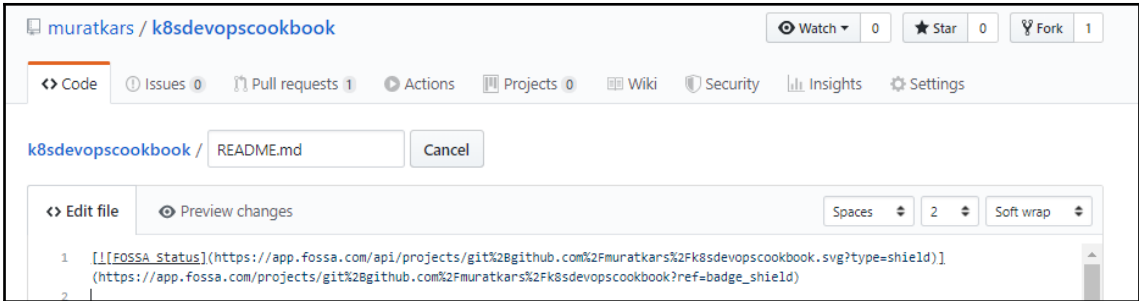 muratkars / k8sdevopscookbook
Watch 0 Star 0 Fork 1
Code Issues 0 Pull requests 1 Actions Projects 0 Wiki Security Insights Settings
k8sdevopscookbook / README.md Cancel
Edit file Preview changes Spaces 2 Soft wrap
1 [![FOSSA Status](https://app.fossa.com/api/projects/git%2Bgithub.com%2Fmuratkars%2Fk8sdevopscookbook.svg?type=shield)]
(https://app.fossa.com/projects/git%2Bgithub.com%2Fmuratkars%2Fk8sdevopscookbook?ref=badge_shield)
2